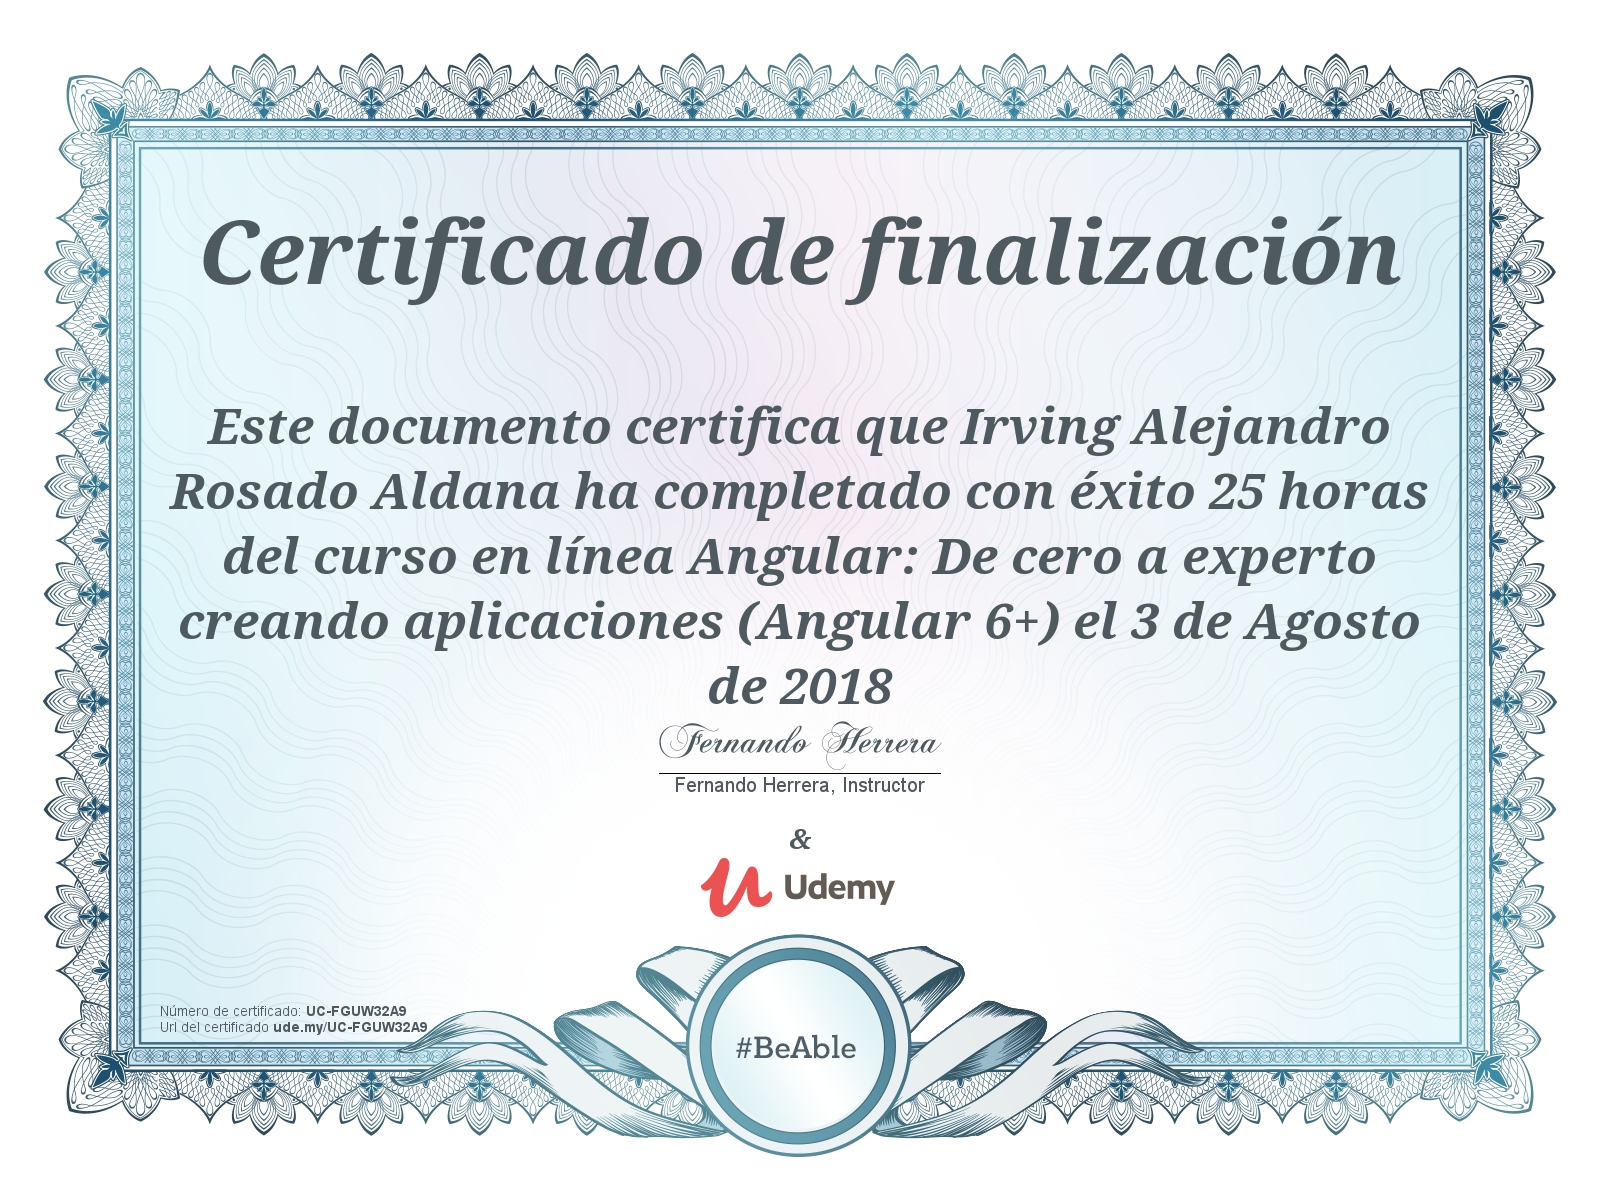 Certificado de finalización
Este documento certifica que Irving Alejandro
Rosado Aldana ha completado con éxito 25 horas
del curso en línea Angular: De cero a experto
creando aplicaciones (Angular 6+) el 3 de Agosto
de 2018
Fernando Herrera
Fernando Herrera, Instructor
&
Udemy
Número de certificado: UC-FGUW32A9
Url del certificado ude.my/UC-FGUW32A9
#BeAble